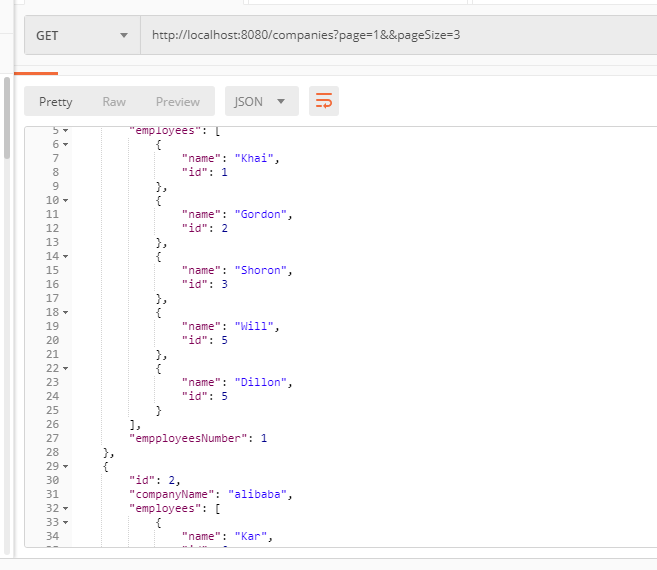 GET http://localhost:8080/companies?page=1&&pageSize=3
Pretty Raw Preview JSON
5 "employees": [
6 {
7 "name": "Khai",
8 "id": 1
9 },
10 {
11 "name": "Gordon",
12 "id": 2
13 },
14 {
15 "name": "Shoron",
16 "id": 3
17 },
18 {
19 "name": "Will",
20 "id": 5
21 },
22 {
23 "name": "Dillon",
24 "id": 5
25 }
26 ],
27 "empployeesNumber": 1
28 },
29 {
30 "id": 2,
31 "companyName": "alibaba",
32 "employees": [
33 {
34 "name": "Kar",